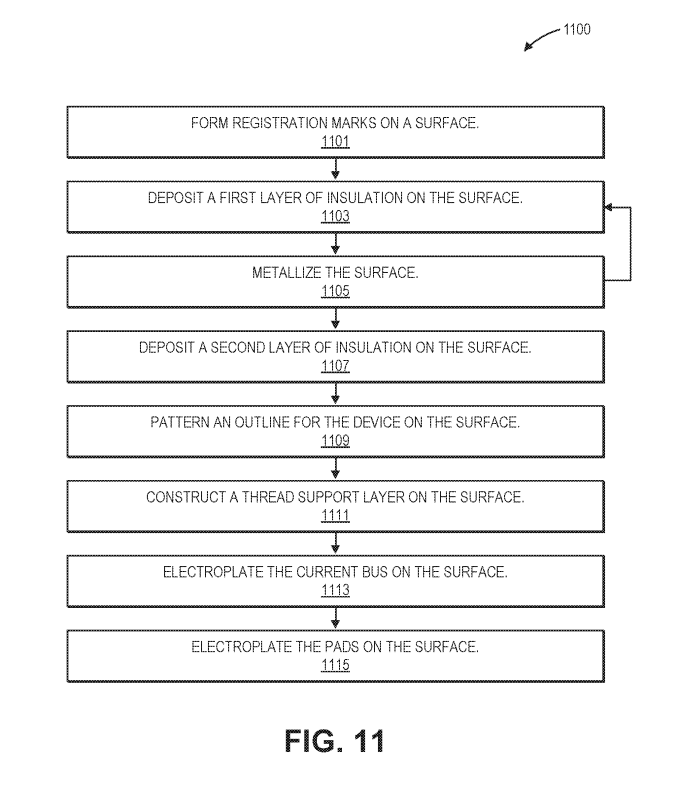 1100
FORM REGISTRATION MARKS ON A SURFACE.
1101
DEPOSIT A FIRST LAYER OF INSULATION ON THE SURFACE.
1103
METALLIZE THE SURFACE.
1105
DEPOSIT A SECOND LAYER OF INSULATION ON THE SURFACE.
1107
PATTERN AN OUTLINE FOR THE DEVICE ON THE SURFACE.
1109
CONSTRUCT A THREAD SUPPORT LAYER ON THE SURFACE.
1111
ELECTROPLATE THE CURRENT BUS ON THE SURFACE.
1113
ELECTROPLATE THE PADS ON THE SURFACE.
1115
FIG. 11